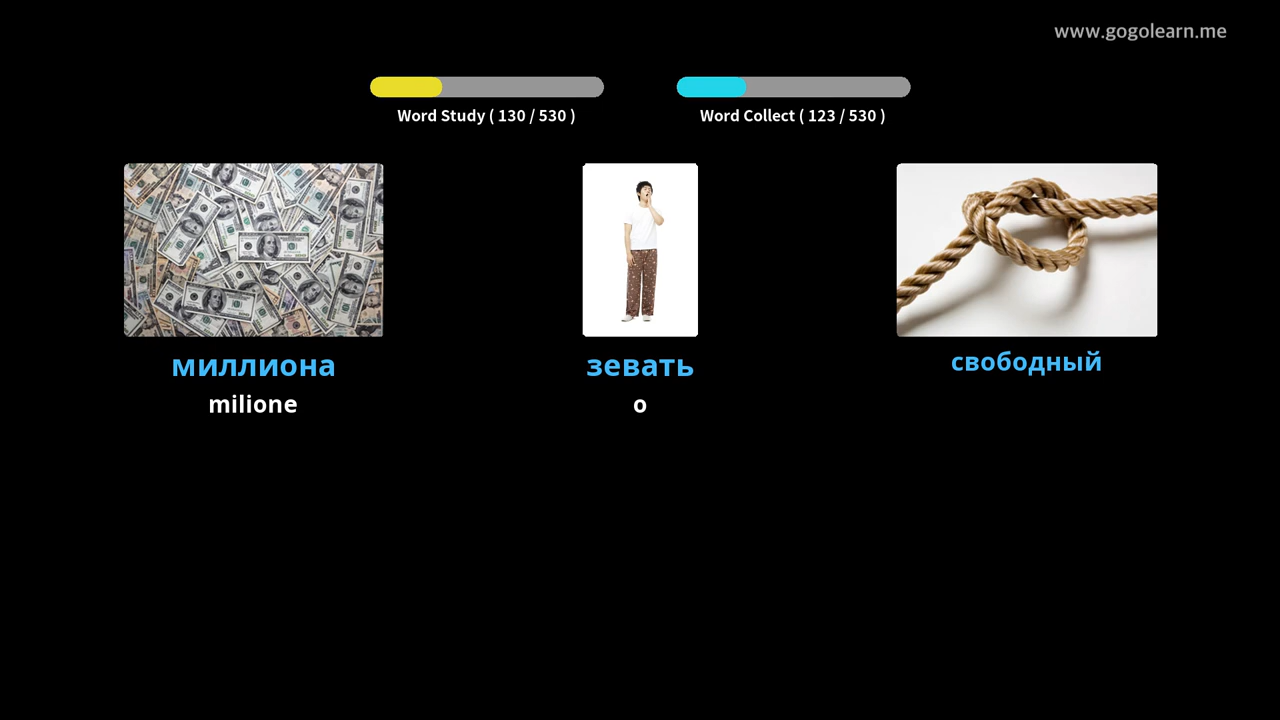 www.gogolearn.me
Word Study ( 130 / 530 )
Word Collect ( 123 / 530 )
миллиона
зевать
свободный
milione
o